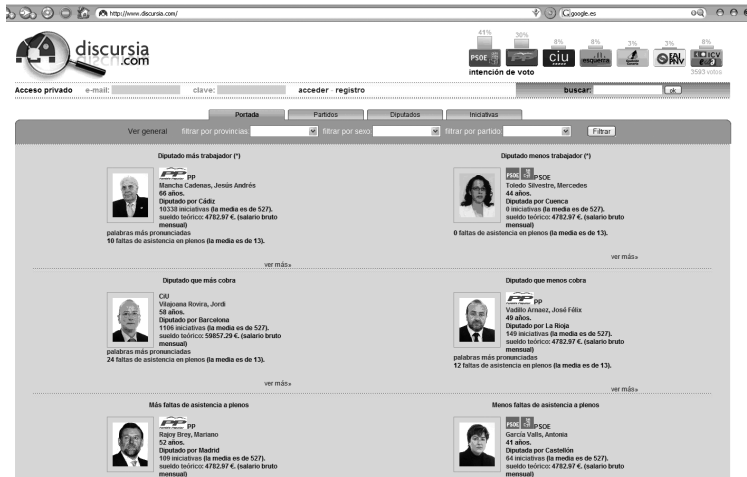 http://www.discursia.com/
google.es
discursia
.com
41% 30% 8% 8% 3% 3% 8%
PSOE PP ciu esquerra EAJ PNV ICV
intención de voto
3593 votos
Acceso privado e-mail: clave: acceder - registro
buscar: ok
Portada Partidos Diputados Iniciativas
Ver general filtrar por provincias: filtrar por sexo: filtrar por partido: Filtrar
Diputado más trabajador (*)
PP PP
Mancha Cadenas, Jesús Andrés
66 años.
Diputado por Cádiz
10338 iniciativas (la media es de 527).
sueldo teórico: 4782.97 €. (salario bruto
mensual)
palabras más pronunciadas
10 faltas de asistencia en plenos (la media es de 13).
ver más»
Diputado menos trabajador (*)
PSOE PSOE
Toledo Silvestre, Mercedes
44 años.
Diputada por Cuenca
0 iniciativas (la media es de 527).
sueldo teórico: 4782.97 €. (salario bruto
mensual)
0 faltas de asistencia en plenos (la media es de 13).
ver más»
Diputado que más cobra
CiU
Vilajoana Rovira, Jordi
58 años.
Diputado por Barcelona
1106 iniciativas (la media es de 527).
sueldo teórico: 59857.29 €. (salario bruto
mensual)
palabras más pronunciadas
24 faltas de asistencia en plenos (la media es de 13).
ver más»
Diputado que menos cobra
PP PP
Vadillo Arnaez, José Félix
49 años.
Diputado por La Rioja
149 iniciativas (la media es de 527).
sueldo teórico: 4782.97 €. (salario bruto
mensual)
palabras más pronunciadas
12 faltas de asistencia en plenos (la media es de 13).
ver más»
Más faltas de asistencia a plenos
PP PP
Rajoy Brey, Mariano
52 años.
Diputado por Madrid
109 iniciativas (la media es de 527).
sueldo teórico: 4782.97 €. (salario bruto
mensual)
Menos faltas de asistencia a plenos
PSOE PSOE
García Valls, Antonia
41 años.
Diputada por Castellón
64 iniciativas (la media es de 527).
sueldo teórico: 4782.97 €. (salario bruto
mensual)